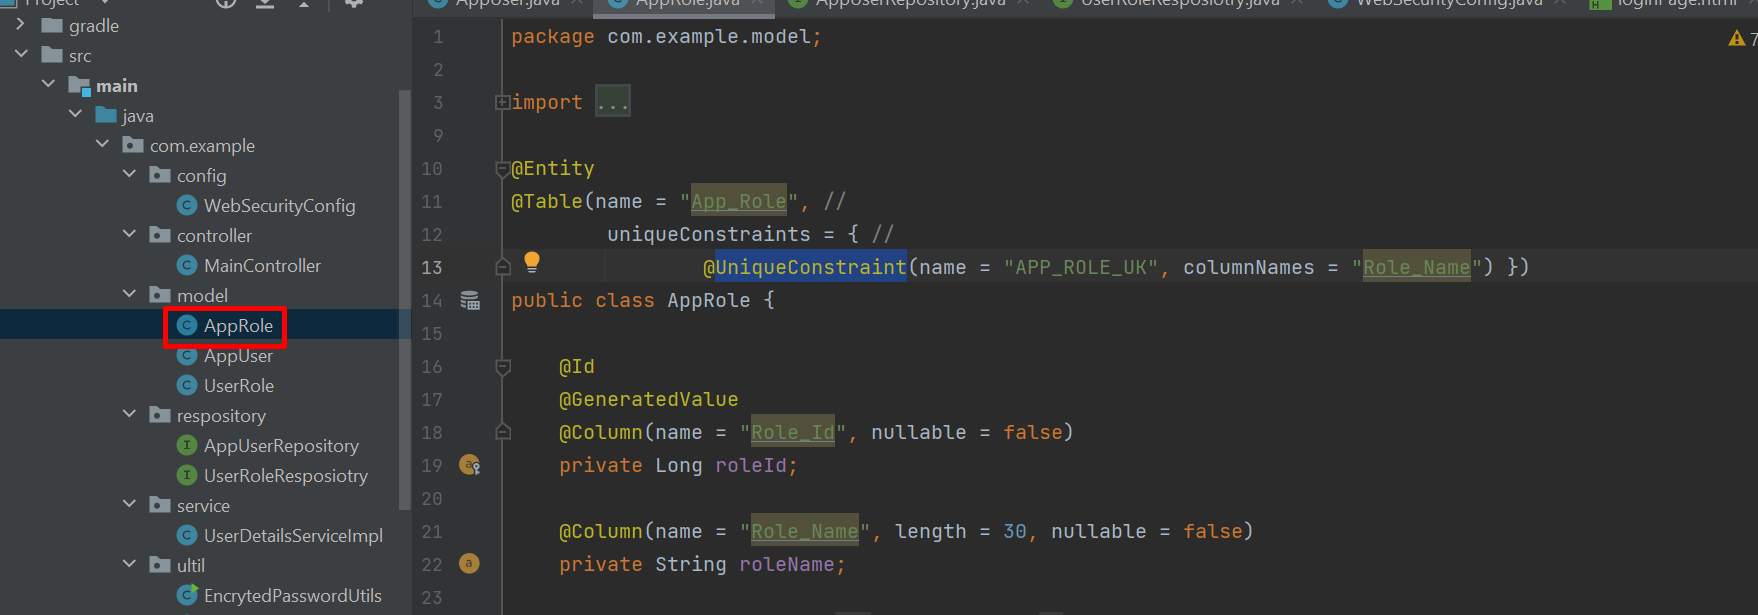 Project
AppUser.java
AppRole.java
AppUserRepository.java
UserRoleResposiotry.java
WebSecurityConfig.java
loginPage.html
gradle
src
main
java
com.example
config
WebSecurityConfig
controller
MainController
model
AppRole
AppUser
UserRole
respository
AppUserRepository
UserRoleResposiotry
service
UserDetailsServiceImpl
ultil
EncrytedPasswordUtils
7
1 package com.example.model;
2
3 import ...
9
10 @Entity
11 @Table(name = "App_Role", //
12 uniqueConstraints = { //
13 @UniqueConstraint(name = "APP_ROLE_UK", columnNames = "Role_Name") })
14 public class AppRole {
15
16 @Id
17 @GeneratedValue
18 @Column(name = "Role_Id", nullable = false)
19 private Long roleId;
20
21 @Column(name = "Role_Name", length = 30, nullable = false)
22 private String roleName;
23